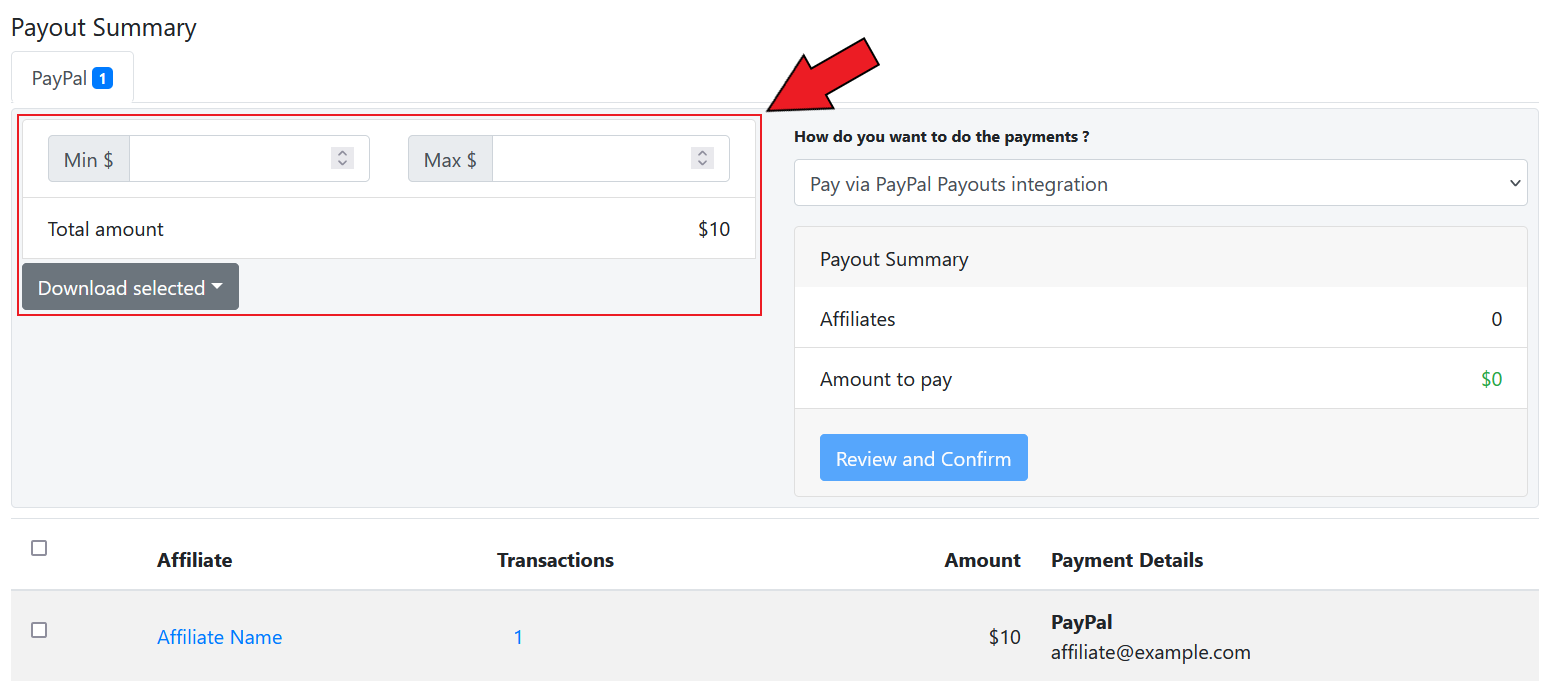 Payout Summary
PayPal 1
Min $
Max $
Total amount $10
Download selected
How do you want to do the payments ?
Pay via PayPal Payouts integration
Payout Summary
Affiliates 0
Amount to pay $0
Review and Confirm
Affiliate Transactions Amount Payment Details
Affiliate Name 1 $10 PayPal
affiliate@example.com